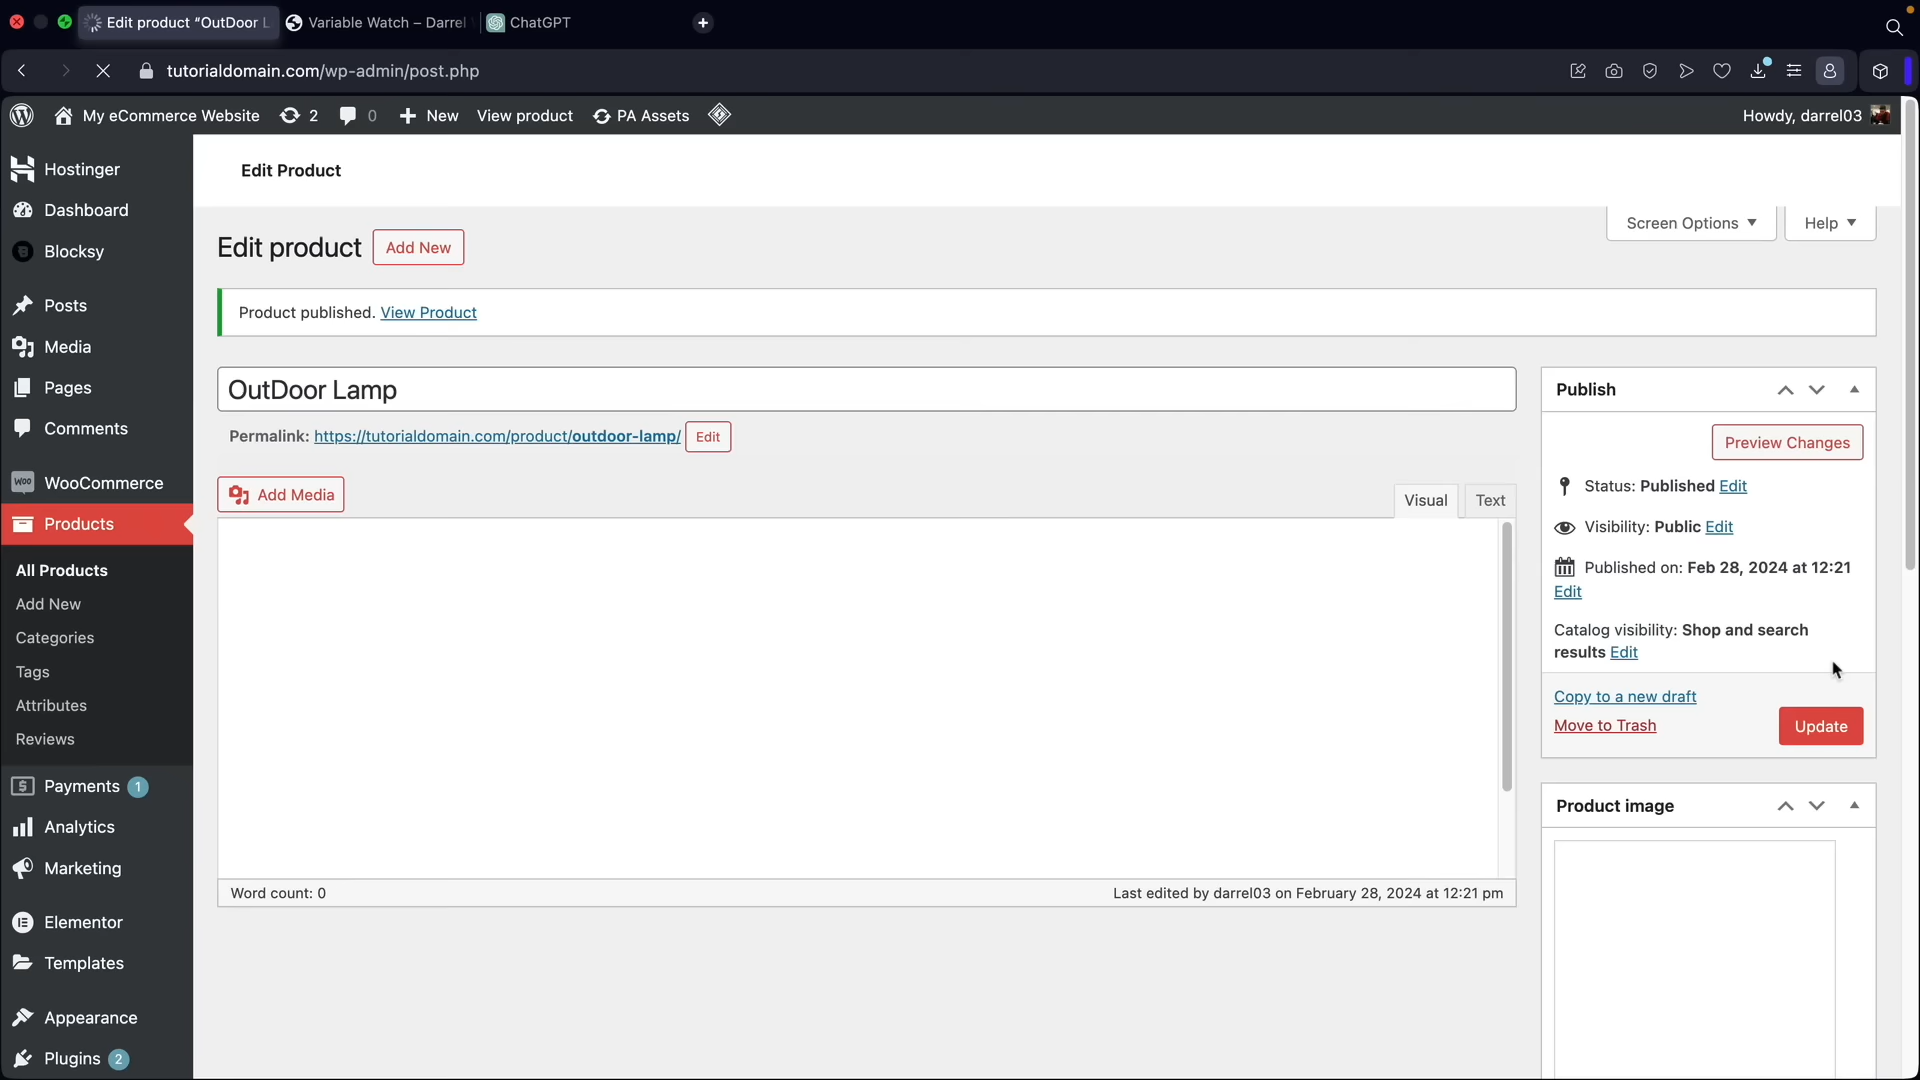 Edit product “OutDoor L
Variable Watch – Darrel
ChatGPT
tutorialdomain.com/wp-admin/post.php
My eCommerce Website
2
0
New
View product
PA Assets
Howdy, darrel03
Hostinger
Dashboard
Blocksy
Posts
Media
Pages
Comments
WooCommerce
Products
All Products
Add New
Categories
Tags
Attributes
Reviews
Payments 1
Analytics
Marketing
Elementor
Templates
Appearance
Plugins 2
Edit Product
Screen Options
Help
Edit product
Add New
Product published. View Product
OutDoor Lamp
Permalink: https://tutorialdomain.com/product/outdoor-lamp/ Edit
Add Media
Visual
Text
Word count: 0
Last edited by darrel03 on February 28, 2024 at 12:21 pm
Publish
Preview Changes
Status: Published Edit
Visibility: Public Edit
Published on: Feb 28, 2024 at 12:21
Edit
Catalog visibility: Shop and search
results Edit
Copy to a new draft
Move to Trash
Update
Product image